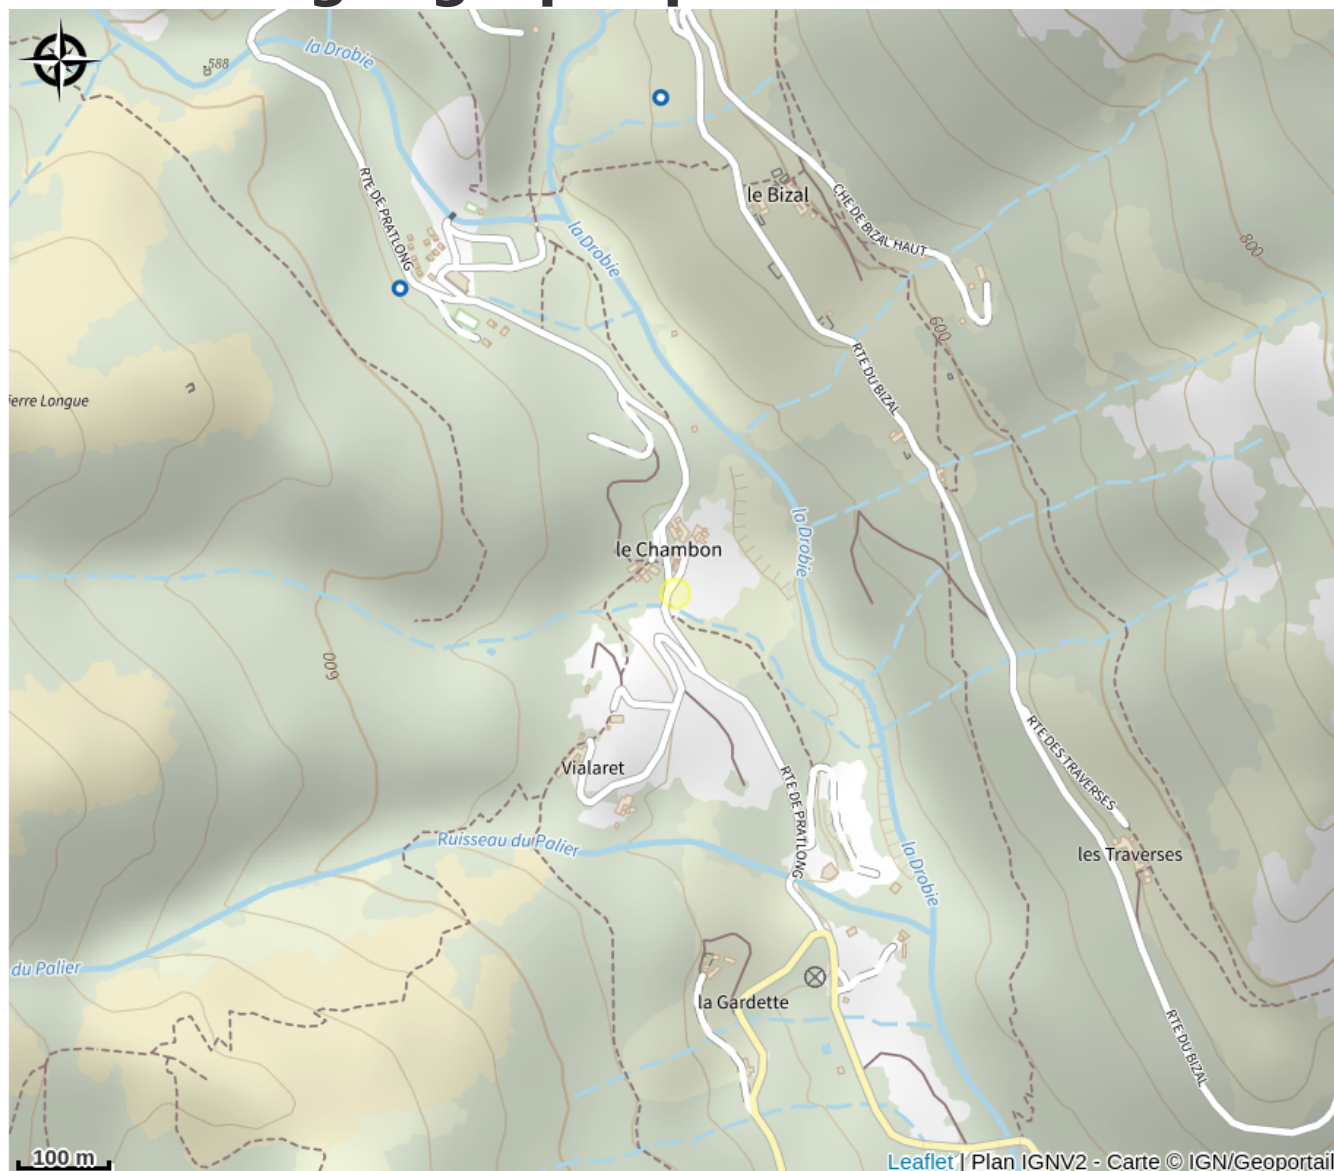 la Drobie
588
RTE DE PRATLONG
le Bizal
CHE DE BIZAL HAUT
la Drobie
800
600
RTE DU BIZAL
ierre Longue
la Drobie
le Chambon
600
RTE DES TRAVERSES
Vialaret
RTE DE PRATLONG
Ruisseau du Palier
la Drobie
les Traverses
du Palier
la Gardette
RTE DU BIZAL
100 m
Leaflet | Plan IGNV2 - Carte © IGN/Geoportail